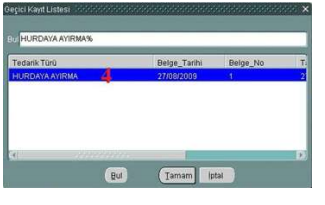 Geçici Kayıt Listesi
Bul HURDAYA AYIRMA%
Tedarik Türü Belge_Tarihi Belge_No
HURDAYA AYIRMA 4 27/08/2009 1 2
Bul Tamam İptal